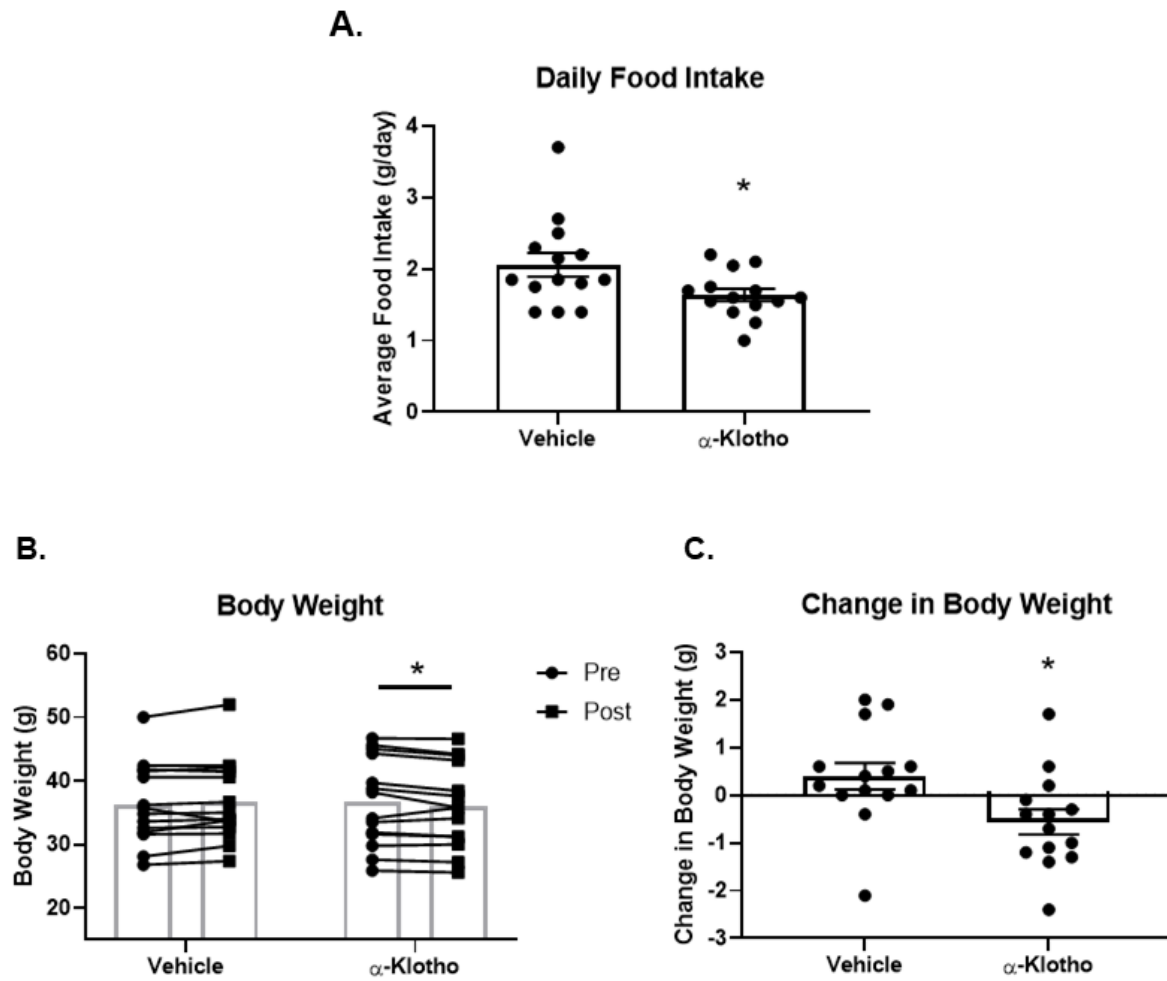 A.
Daily Food Intake
Average Food Intake (g/day)
4
3
2
1
0
*
Vehicle
α-Klotho
B.
Body Weight
Body Weight (g)
60
50
40
30
20
*
Pre
Post
Vehicle
α-Klotho
C.
Change in Body Weight
Change in Body Weight (g)
3
2
1
0
-1
-2
-3
*
Vehicle
α-Klotho